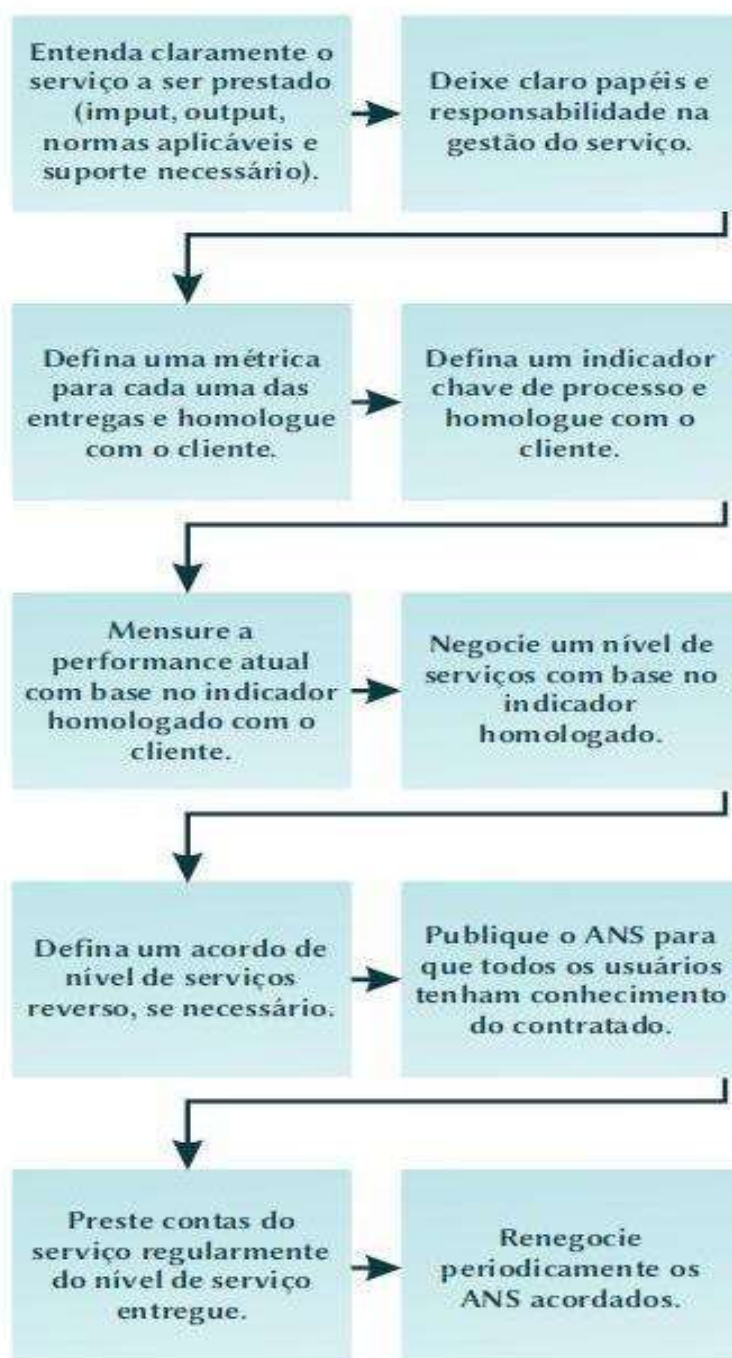 Entenda claramente o
serviço a ser prestado
(imput, output,
normas aplicáveis e
suporte necessário).
Deixe claro papéis e
responsabilidade na
gestão do serviço.
Defina uma métrica
para cada uma das
entregas e homologue
com o cliente.
Defina um indicador
chave de processo e
homologue com o
cliente.
Mensure a
performance atual
com base no indicador
homologado com o
cliente.
Negocie um nível de
serviços com base no
indicador
homologado.
Defina um acordo de
nível de serviços
reverso, se necessário.
Publique o ANS para
que todos os usuários
tenham conhecimento
do contratado.
Preste contas do
serviço regularmente
do nível de serviço
entregue.
Renegocie
periodicamente os
ANS acordados.